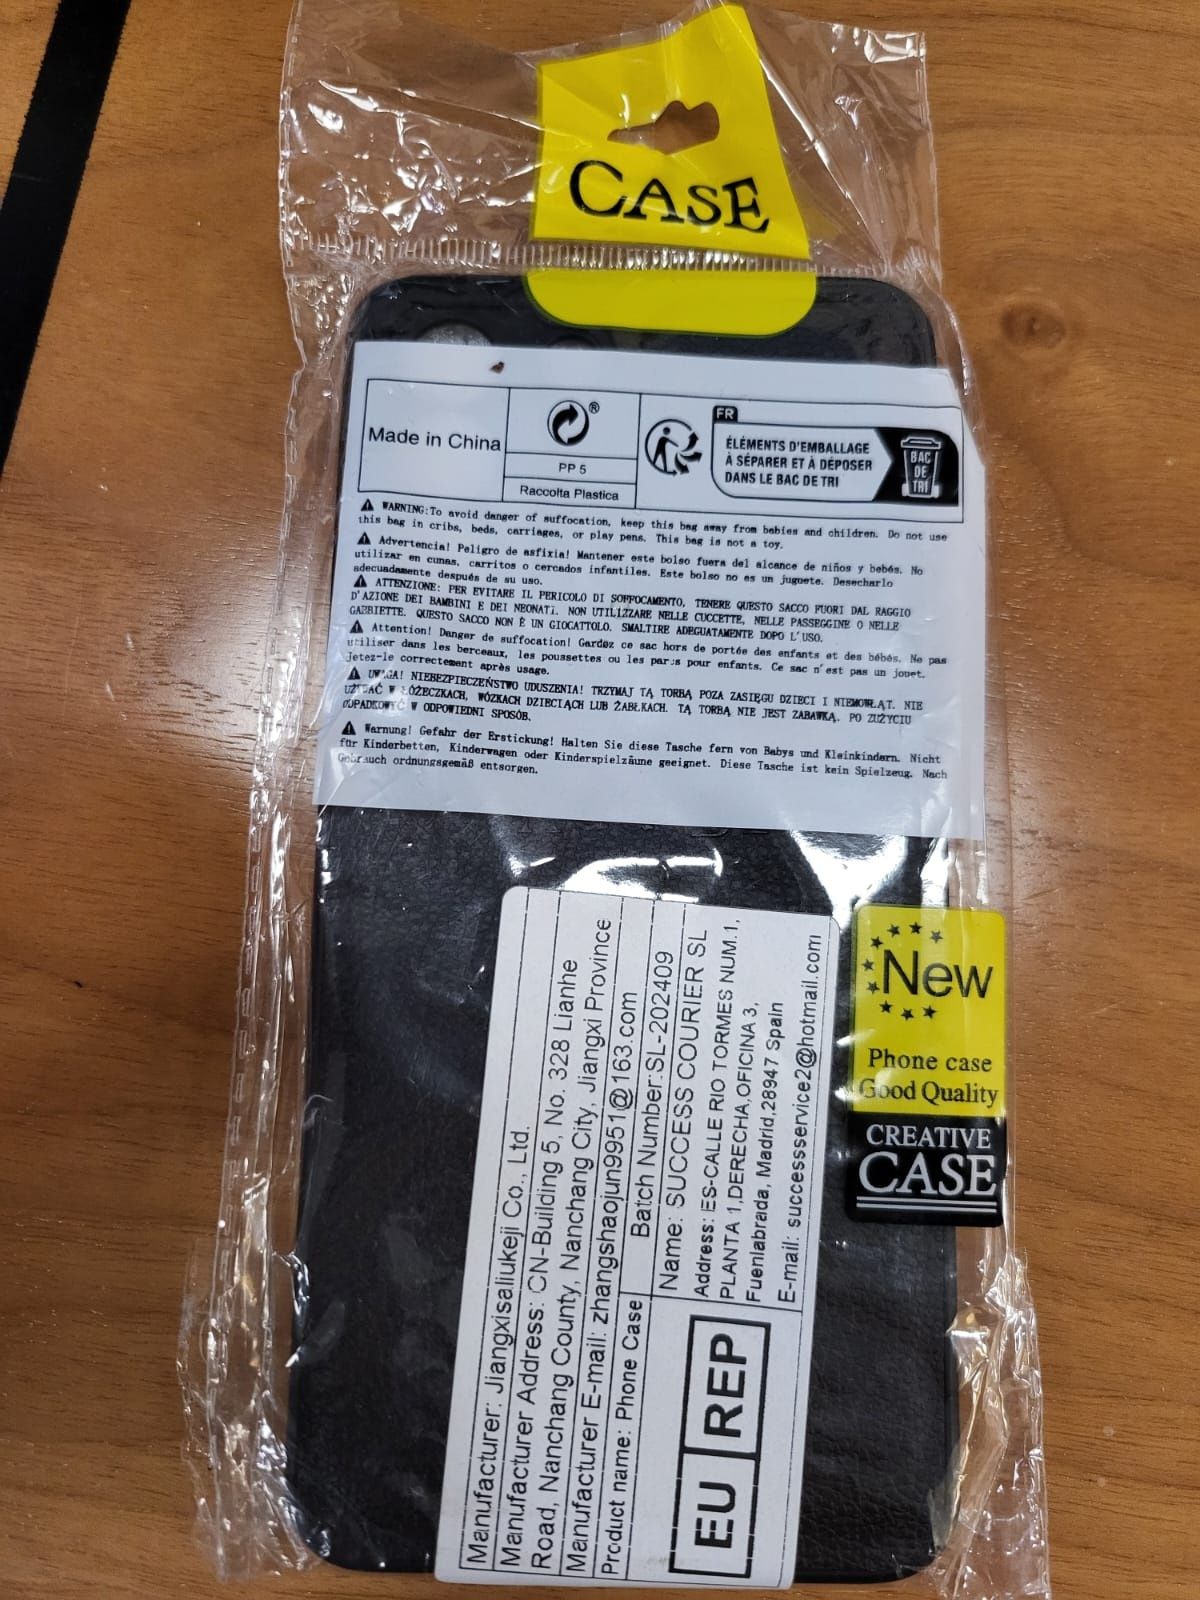 CASE
Made in China
®
PP 5
Raccolta Plastica
FR
ÉLÉMENTS D'EMBALLAGE
À SÉPARER ET À DÉPOSER
DANS LE BAC DE TRI
BAC
DE
TRI
WARNING:To avoid danger of suffocation, keep this bag away from babies and children. Do not use
this bag in cribs, beds, carriages, or play pens. This bag is not a toy.
Advertencia! Peligro de asfixia! Mantener este bolso fuera del alcance de niños y bebés. No
utilizar en cunas, carritos o cercados infantiles. Este bolso no es un juguete. Desecharlo
adecuadamente después de su uso.
ATTENZIONE: PER EVITARE IL PERICOLO DI SOFFOCAMENTO, TENERE QUESTO SACCO FUORI DAL RAGGIO
D'AZIONE DEI BAMBINI E DEI NEONATi. NON UTILIZZARE NELLE CUCCETTE, NELLE PASSEGGINE O NELLE
GABBIETTE. QUESTO SACCO NON È UN GIOCATTOLO. SMALTIRE ADEGUATAMENTE DOPO L'USO.
Attention! Danger de suffocation! Gardez ce sac hors de portée des enfants et des bébés. Ne pas
utiliser dans les berceaux, les poussettes ou les parcs pour enfants. Ce sac n'est pas un jouet.
Jetez-le correctement après usage.
UWAGA! NIEBEZPIECZEŃSTWO UDUSZENIA! TRZYMAJ TĄ TORBĄ POZA ZASIĘGU DZIECI I NIEMOWLĄT. NIE
UŻYWAĆ W ŁÓŻECZKACH, WÓZKACH DZIECIĄCH LUB ŻABŁKACH. TĄ TORBĄ NIE JEST ZABAWKĄ. PO ZUŻYCIU
ODPADKOWYĆ W ODPOWIEDNI SPOSÓB.
Warnung! Gefahr der Erstickung! Halten Sie diese Tasche fern von Babys und Kleinkindern. Nicht
für Kinderbetten, Kinderwagen oder Kinderspielzäune geeignet. Diese Tasche ist kein Spielzeug. Nach
Gebrauch ordnungsgemäß entsorgen.
Manufacturer: Jiangxisaliukeji Co., Ltd.
Manufacturer Address: CN-Building 5, No. 328 Lianhe
Road, Nanchang County, Nanchang City, Jiangxi Province
Manufacturer E-mail: zhangshaojun9951@163.com
Product name: Phone Case
Batch Number:SL-202409
EU REP
Name: SUCCESS COURIER SL
Address: ES-CALLE RIO TORMES NUM.1,
PLANTA 1,DERECHA,OFICINA 3,
Fuenlabrada, Madrid,28947 Spain
E-mail: successservice2@hotmail.com
New
Phone case
Good Quality
CREATIVE
CASE